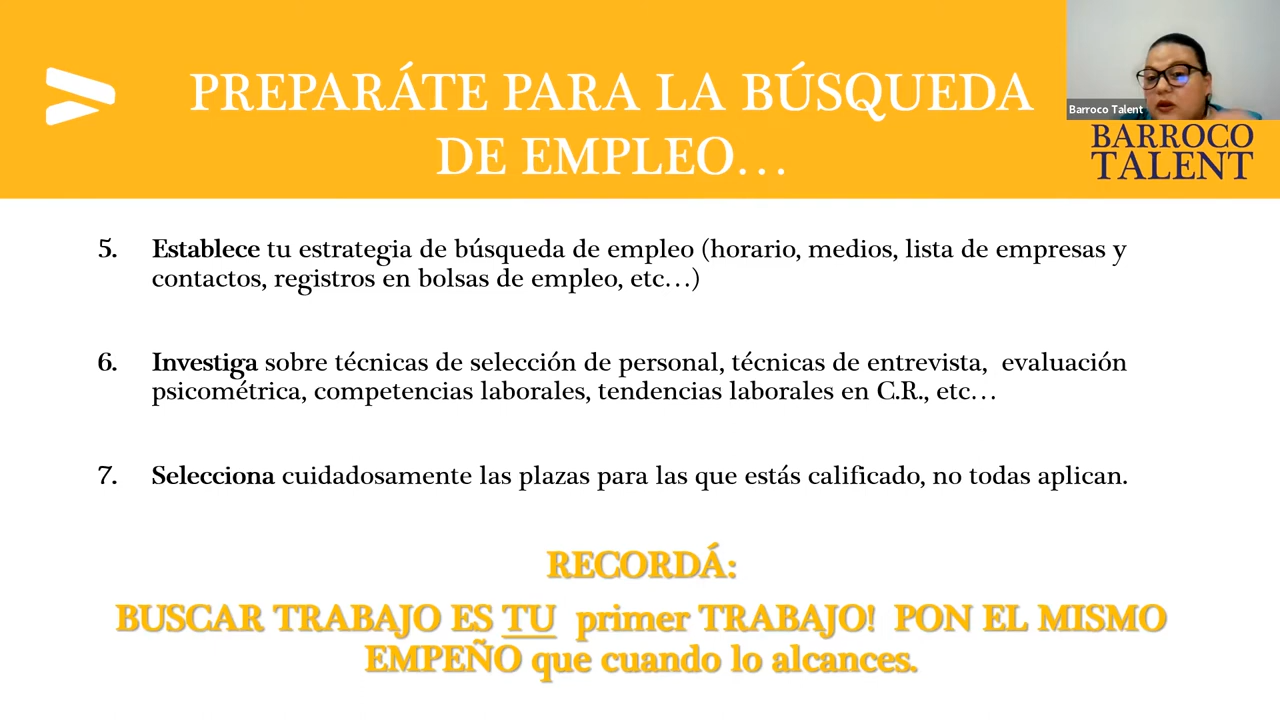 PREPARÁTE PARA LA BÚSQUEDA
DE EMPLEO...
Barroco Talent
BARROCO
TALENT
5. Establece tu estrategia de búsqueda de empleo (horario, medios, lista de empresas y
contactos, registros en bolsas de empleo, etc...)
6. Investiga sobre técnicas de selección de personal, técnicas de entrevista, evaluación
psicométrica, competencias laborales, tendencias laborales en C.R., etc...
7. Selecciona cuidadosamente las plazas para las que estás calificado, no todas aplican.
RECORDÁ:
BUSCAR TRABAJO ES TU primer TRABAJO! PON EL MISMO
EMPEÑO que cuando lo alcances.